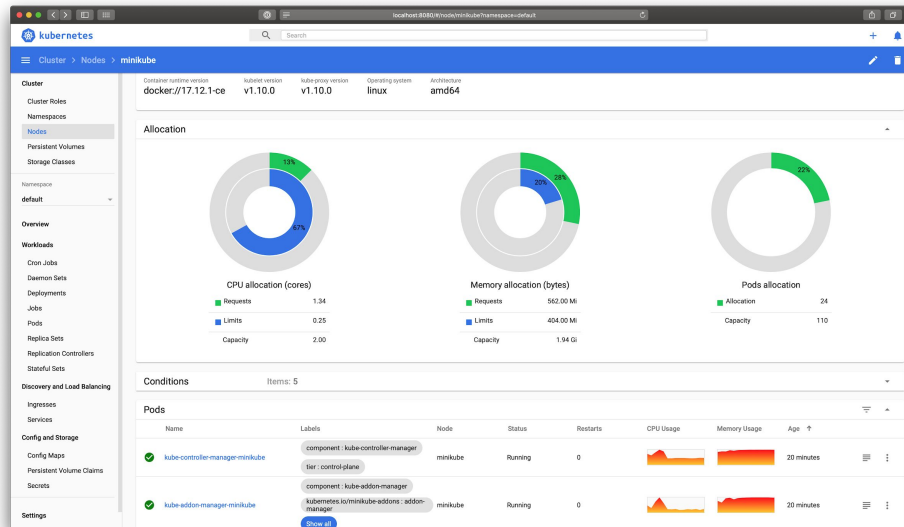 localhost:8080/#/node/minikube?namespace=default
kubernetes
Search
Cluster > Nodes > minikube
Cluster
Cluster Roles
Namespaces
Nodes
Persistent Volumes
Storage Classes
Namespace
default
Overview
Workloads
Cron Jobs
Daemon Sets
Deployments
Jobs
Pods
Replica Sets
Replication Controllers
Stateful Sets
Discovery and Load Balancing
Ingresses
Services
Config and Storage
Config Maps
Persistent Volume Claims
Secrets
Settings
Container runtime version kubelet version kube-proxy version Operating system Architecture
docker://17.12.1-ce v1.10.0 v1.10.0 linux amd64
Allocation
13%
67%
CPU allocation (cores)
Requests 1.34
Limits 0.25
Capacity 2.00
28%
20%
Memory allocation (bytes)
Requests 562.00 Mi
Limits 404.00 Mi
Capacity 1.94 Gi
22%
Pods allocation
Allocation 24
Capacity 110
Conditions Items: 5
Pods
Name Labels Node Status Restarts CPU Usage Memory Usage Age
component : kube-controller-manager
kube-controller-manager-minikube minikube Running 0 20 minutes
tier : control-plane
component : kube-addon-manager
kube-addon-manager-minikube kubernetes.io/minikube-addons : addon-manager minikube Running 0 20 minutes
Show all